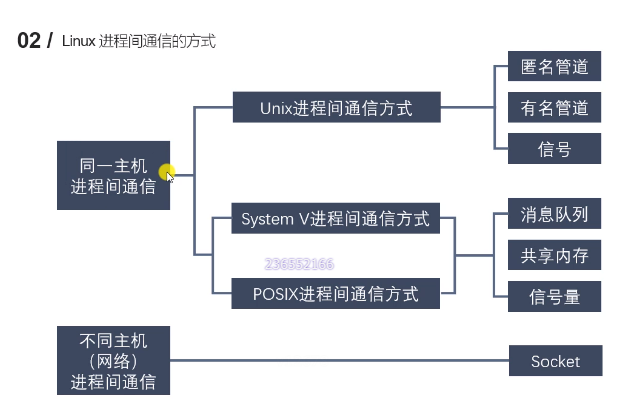 02 / Linux 进程间通信的方式
匿名管道
Unix进程间通信方式
有名管道
信号
同一主机
进程间通信
System V进程间通信方式
消息队列
共享内存
236552166
POSIX进程间通信方式
信号量
不同主机
（网络）
进程间通信
Socket